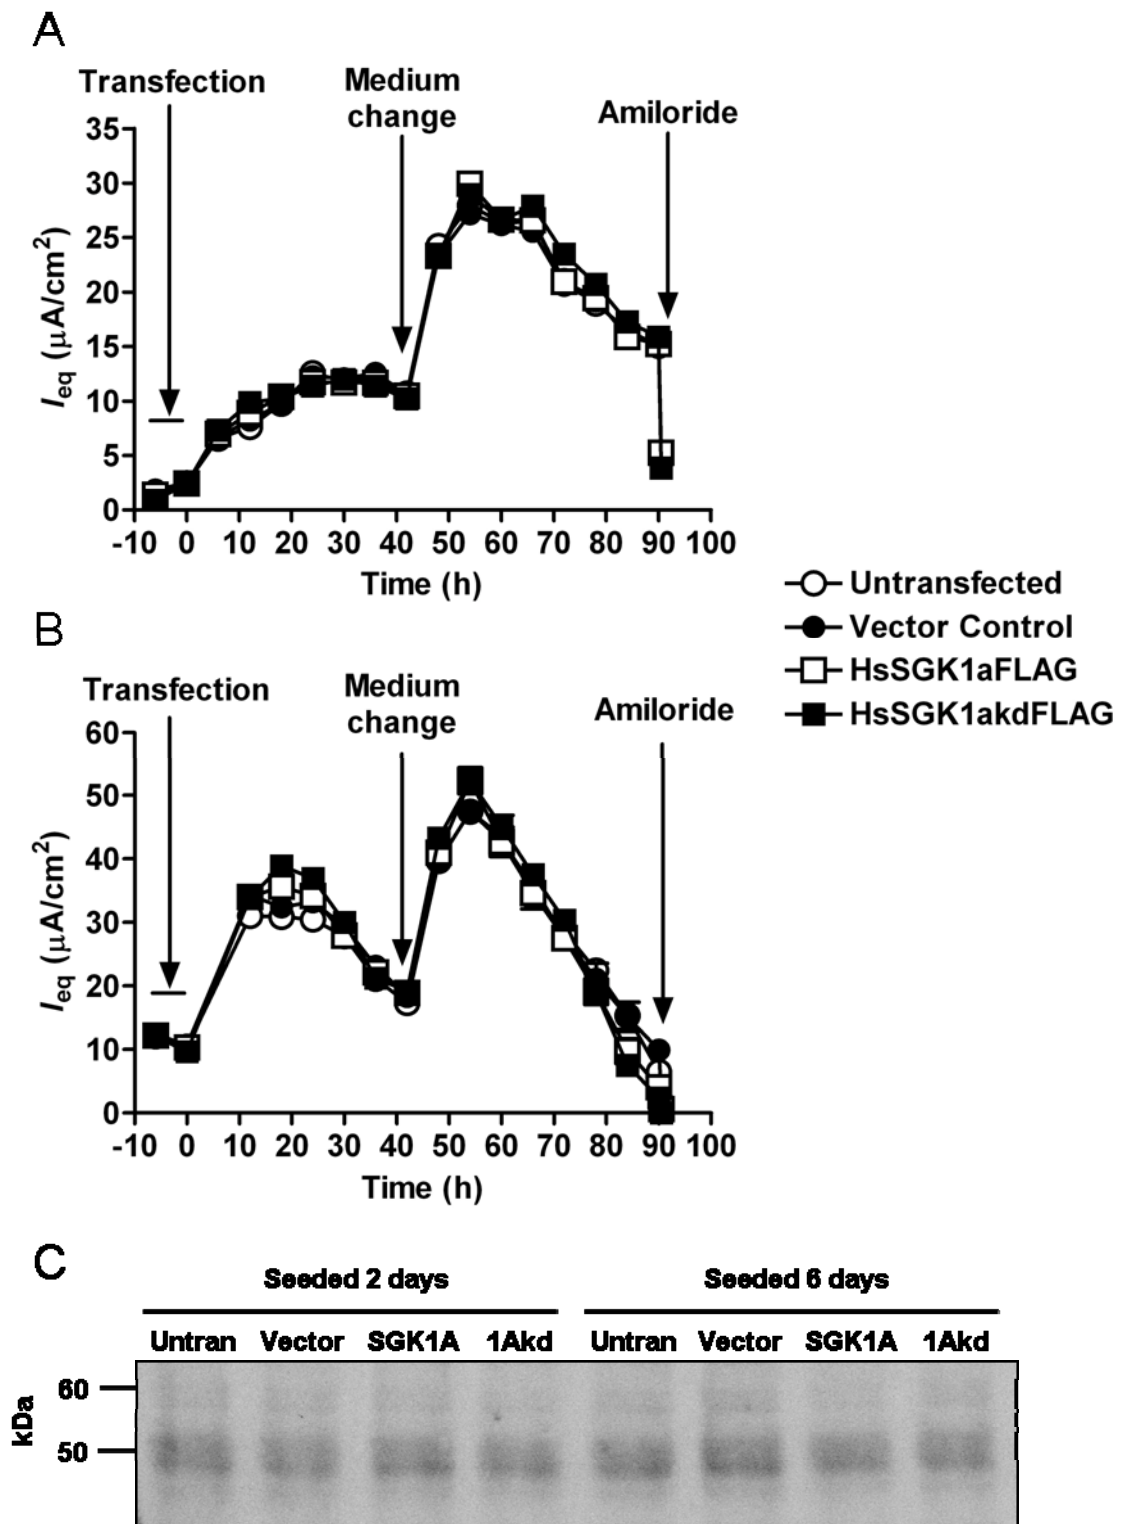 A
Transfection
Medium
change
Amiloride
35
30
25
20
15
10
5
0
Ieq (μA/cm2)
-10 0 10 20 30 40 50 60 70 80 90 100
Time (h)
Untransfected
Vector Control
HsSGK1aFLAG
HsSGK1akdFLAG
B
Transfection
Medium
change
Amiloride
60
50
40
30
20
10
0
Ieq (μA/cm2)
-10 0 10 20 30 40 50 60 70 80 90 100
Time (h)
C
Seeded 2 days Seeded 6 days
Untran Vector SGK1A 1Akd Untran Vector SGK1A 1Akd
60
50
kDa